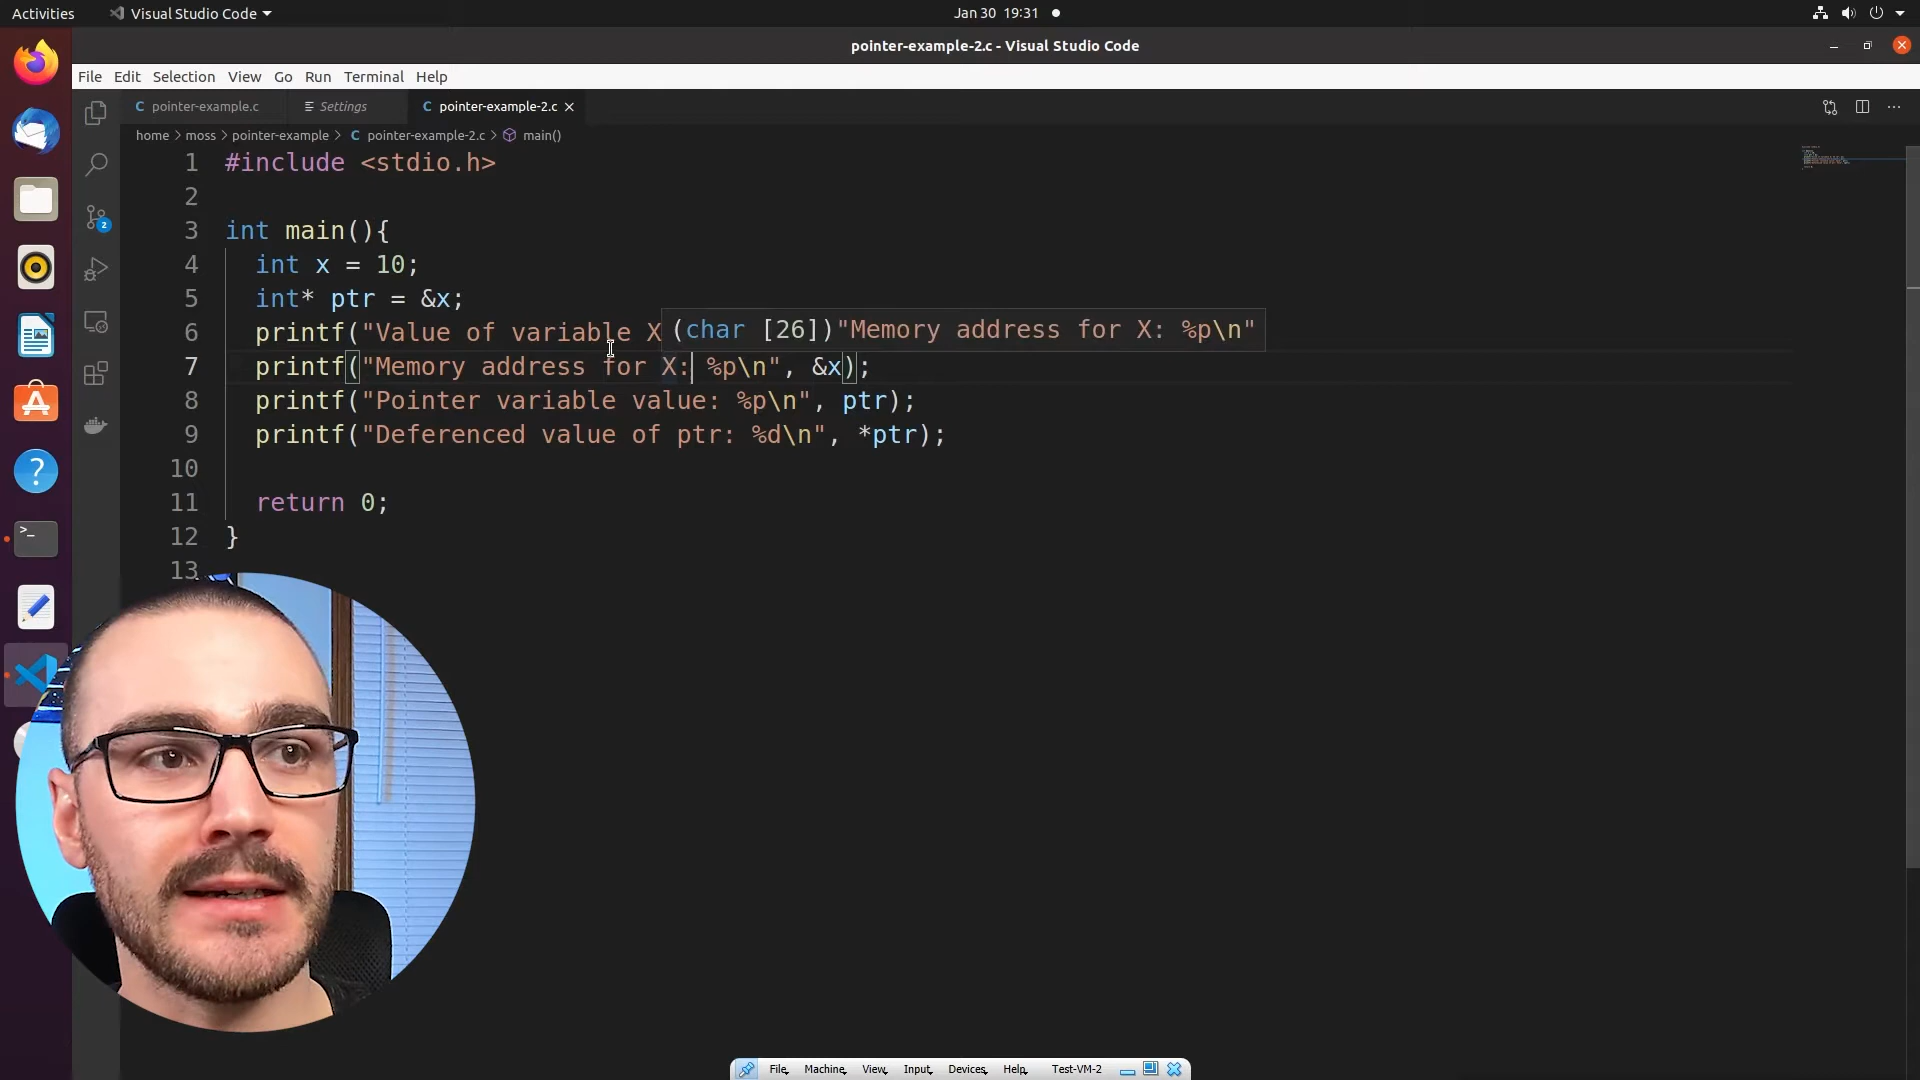 Activities Visual Studio Code Jan 30 19:31
pointer-example-2.c - Visual Studio Code
File Edit Selection View Go Run Terminal Help
pointer-example.c Settings pointer-example-2.c
home > moss > pointer-example > C pointer-example-2.c > main()
1 #include <stdio.h>
2
3 int main(){
4 int x = 10;
5 int* ptr = &x;
6 printf("Value of variable X
(char [26])"Memory address for X: %p\n"
7 printf("Memory address for X: %p\n", &x);
8 printf("Pointer variable value: %p\n", ptr);
9 printf("Deferenced value of ptr: %d\n", *ptr);
10
11 return 0;
12 }
13
2
File Machine View Input Devices Help Test-VM-2